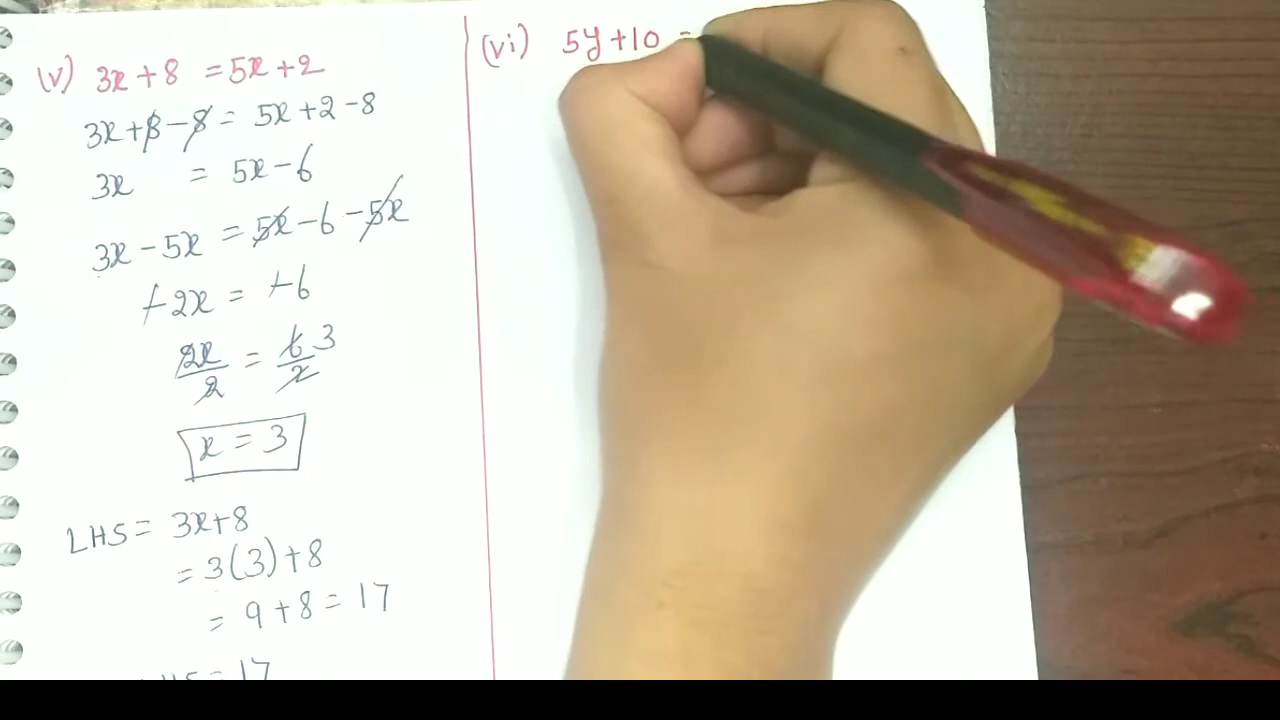 (v) 3x + 8 = 5x + 2
3x + 8 - 8 = 5x + 2 - 8
3x = 5x - 6
3x - 5x = 5x - 6 - 5x
-2x = -6
2x/2 = 6/2 3
x = 3
LHS = 3x + 8
= 3(3) + 8
= 9 + 8 = 17
= 17
(vi) 5y + 10 =